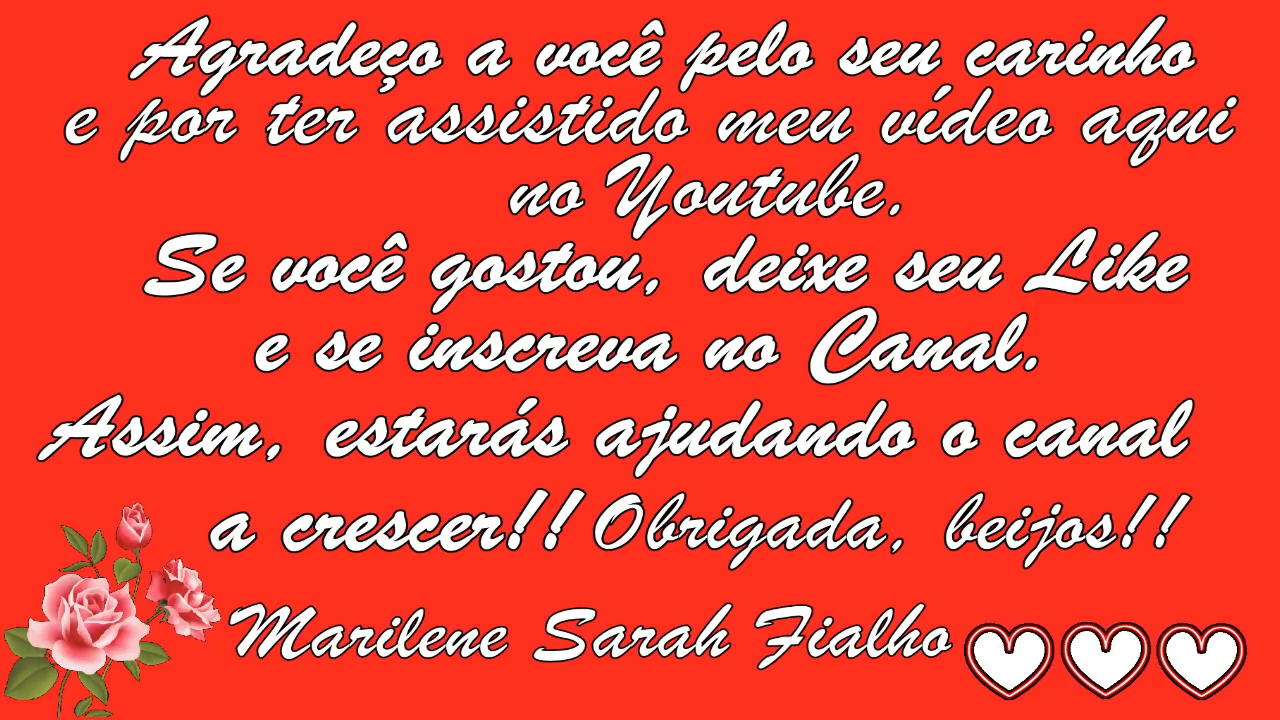 Agradeço a você pelo seu carinho
e por ter assistido meu vídeo aqui
no Youtube.
Se você gostou, deixe seu Like
e se inscreva no Canal.
Assim, estarás ajudando o canal
a crescer!! Obrigada, beijos!!
Marilene Sarah Fialho